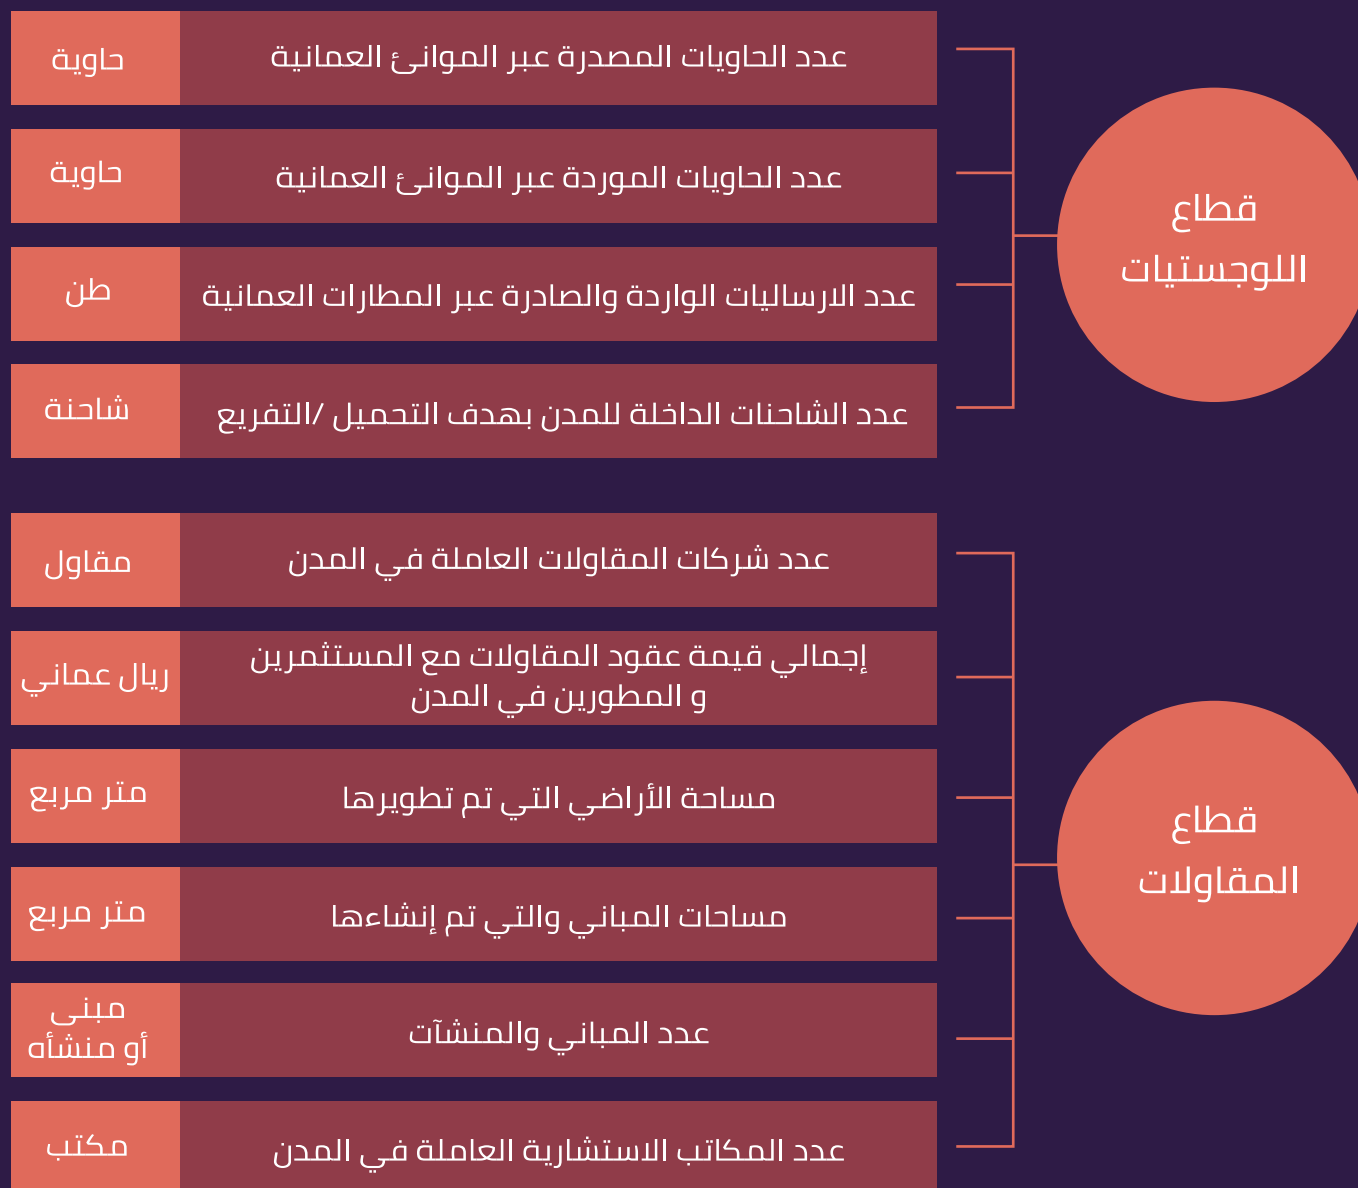 قطاع
اللوجستيات
عدد الحاويات المصدرة عبر الموانئ العمانية
حاوية
عدد الحاويات الموردة عبر الموانئ العمانية
حاوية
عدد الارساليات الواردة والصادرة عبر المطارات العمانية
طن
عدد الشاحنات الداخلة للمدن بهدف التحميل /التفريع
شاحنة
قطاع
المقاولات
عدد شركات المقاولات العاملة في المدن
مقاول
إجمالي قيمة عقود المقاولات مع المستثمرين
و المطورين في المدن
ريال عماني
مساحة الأراضي التي تم تطويرها
متر مربع
مساحات المباني والتي تم إنشاءها
متر مربع
عدد المباني والمنشآت
مبنى
أو منشأه
عدد المكاتب الاستشارية العاملة في المدن
مكتب